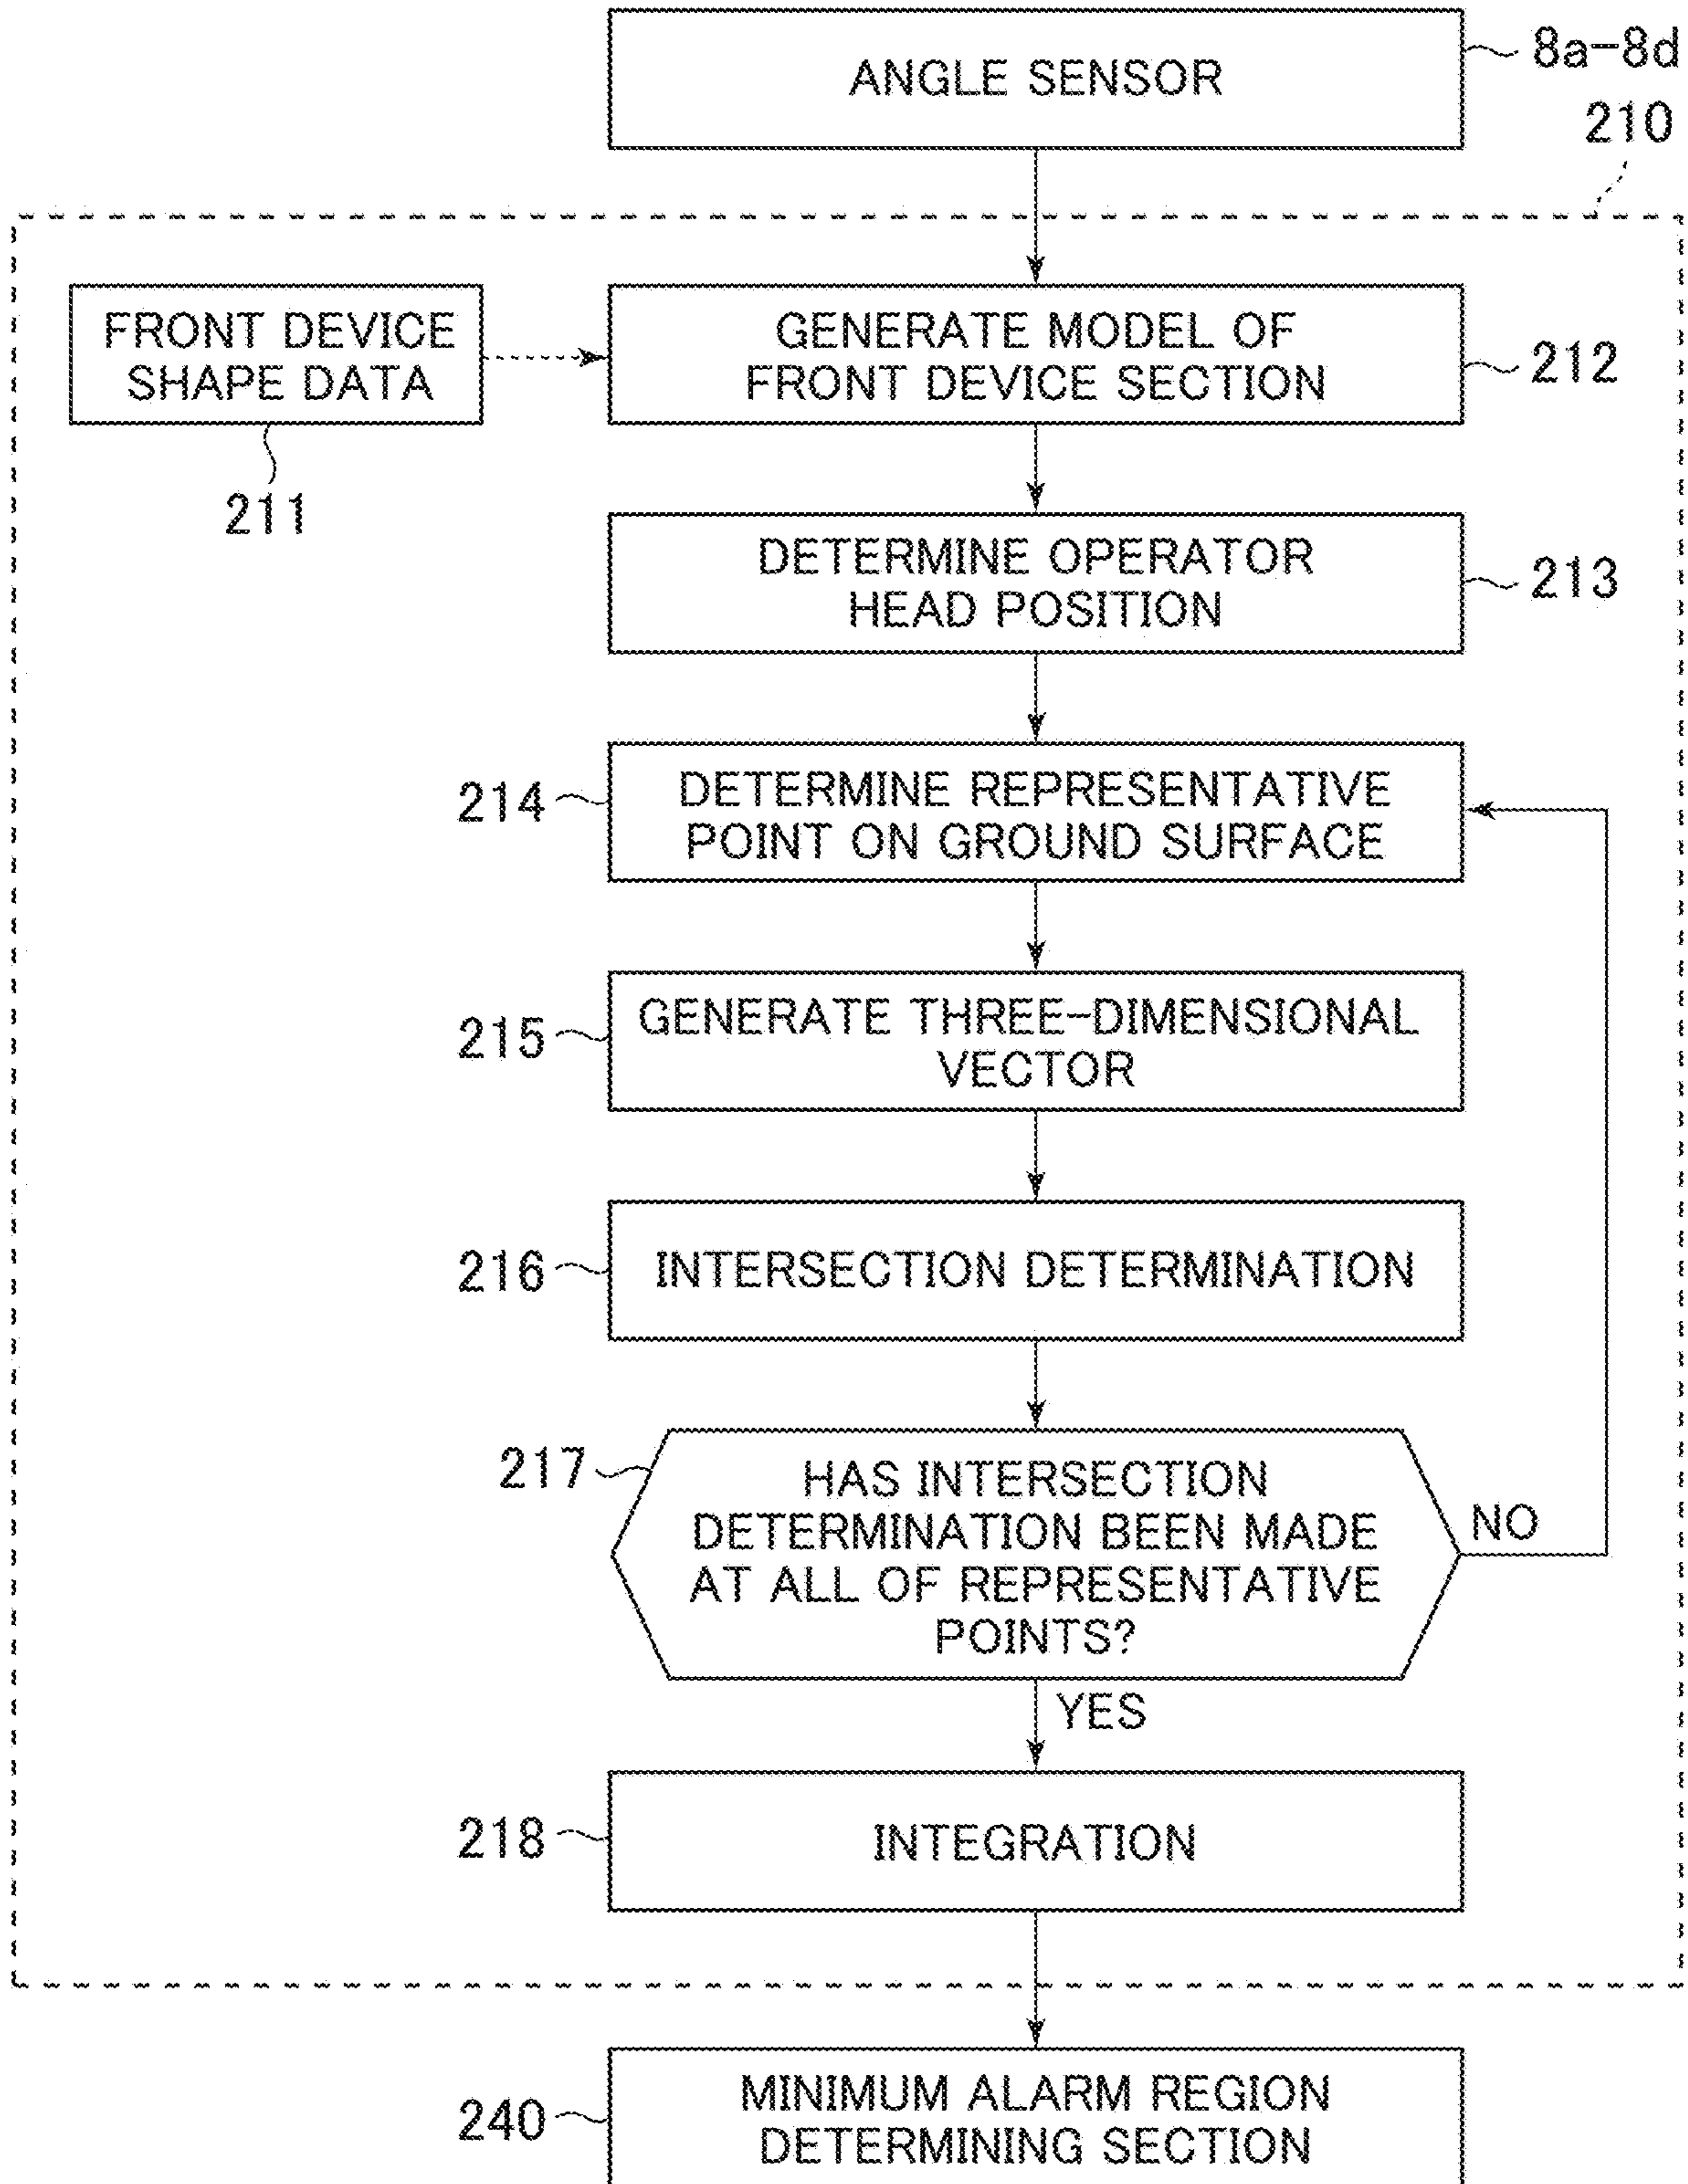 ANGLE SENSOR
8a-8d
210
FRONT DEVICE
SHAPE DATA
211
GENERATE MODEL OF
FRONT DEVICE SECTION
212
DETERMINE OPERATOR
HEAD POSITION
213
214
DETERMINE REPRESENTATIVE
POINT ON GROUND SURFACE
215
GENERATE THREE-DIMENSIONAL
VECTOR
216
INTERSECTION DETERMINATION
217
HAS INTERSECTION
DETERMINATION BEEN MADE
AT ALL OF REPRESENTATIVE
POINTS?
NO
YES
218
INTEGRATION
240
MINIMUM ALARM REGION
DETERMINING SECTION